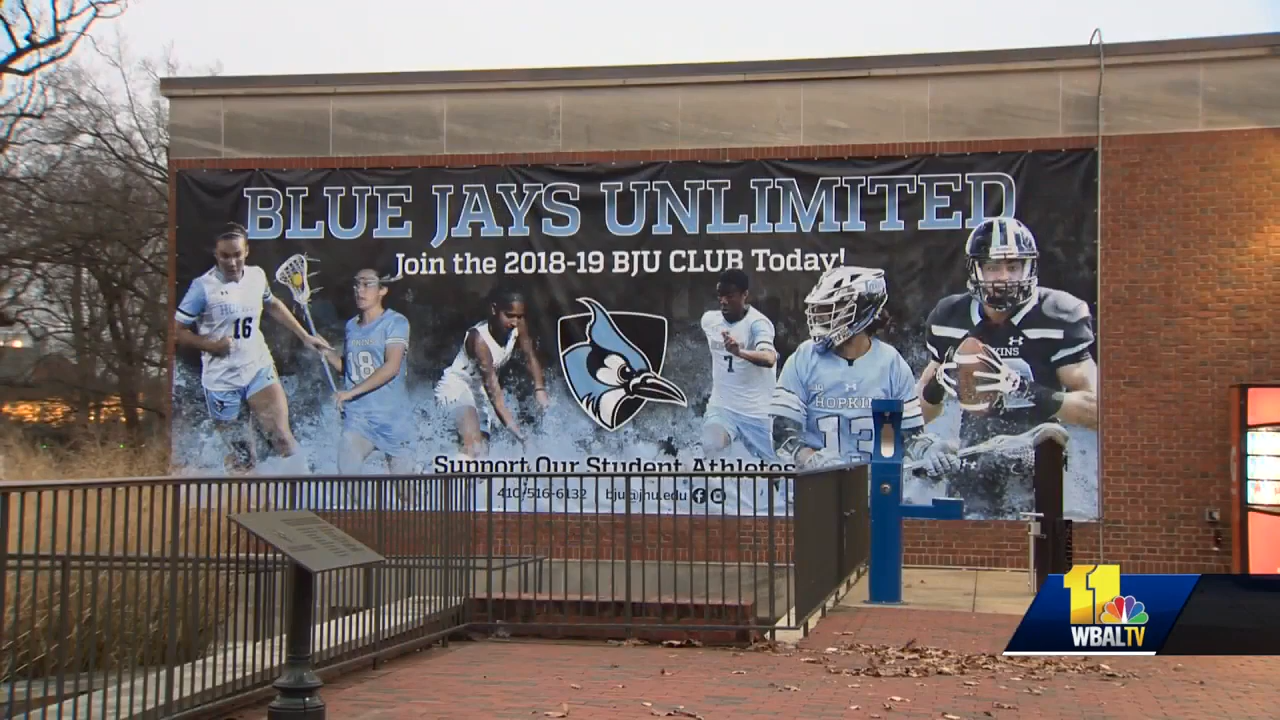 BLUE JAYS UNLIMITED
Join the 2018-19 BJU CLUB Today!
16
18
7
HOPKINS
13
Support Our Student Athletes
410-516-6132 bju@jhu.edu
11
WBALTV